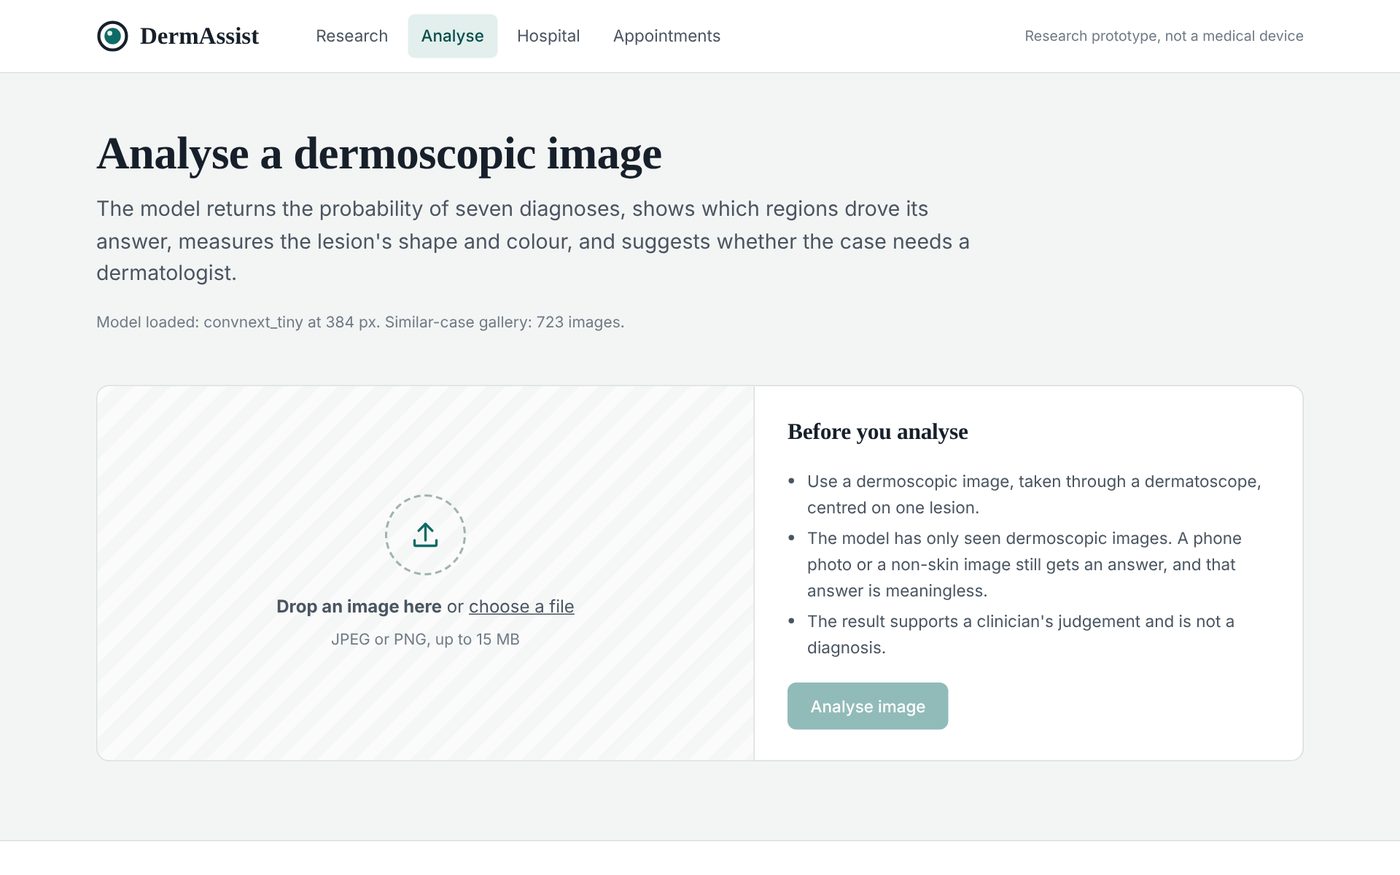 DermAssist
Research
Analyse
Hospital
Appointments
Research prototype, not a medical device
Analyse a dermoscopic image
The model returns the probability of seven diagnoses, shows which regions drove its
answer, measures the lesion's shape and colour, and suggests whether the case needs a
dermatologist.
Model loaded: convnext_tiny at 384 px. Similar-case gallery: 723 images.
Drop an image here or choose a file
JPEG or PNG, up to 15 MB
Before you analyse
• Use a dermoscopic image, taken through a dermatoscope,
centred on one lesion.
• The model has only seen dermoscopic images. A phone
photo or a non-skin image still gets an answer, and that
answer is meaningless.
• The result supports a clinician's judgement and is not a
diagnosis.
Analyse image